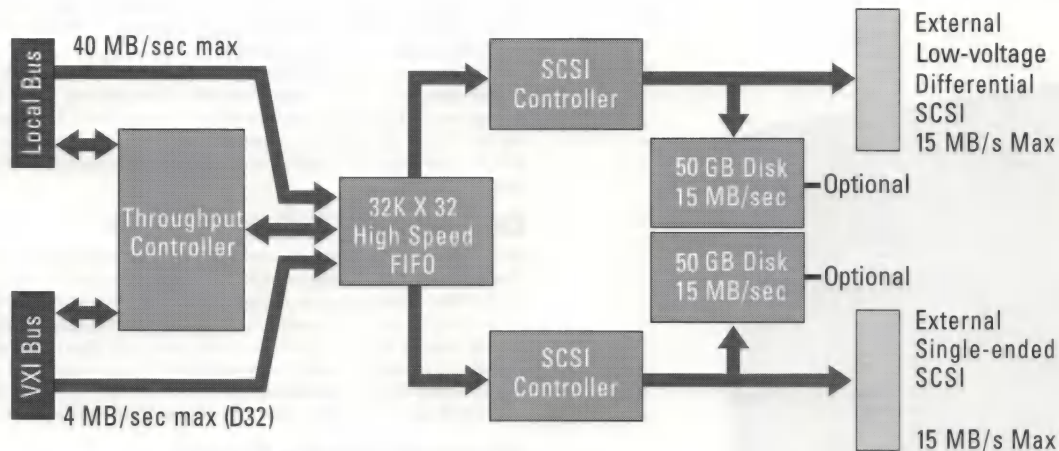 40 MB/sec max
Local Bus
Throughput
Controller
VXI Bus
4 MB/sec max (D32)
32K X 32
High Speed
FIFO
SCSI
Controller
SCSI
Controller
50 GB Disk
15 MB/sec
Optional
50 GB Disk
15 MB/sec
Optional
External
Low-voltage
Differential
SCSI
15 MB/s Max
External
Single-ended
SCSI
15 MB/s Max